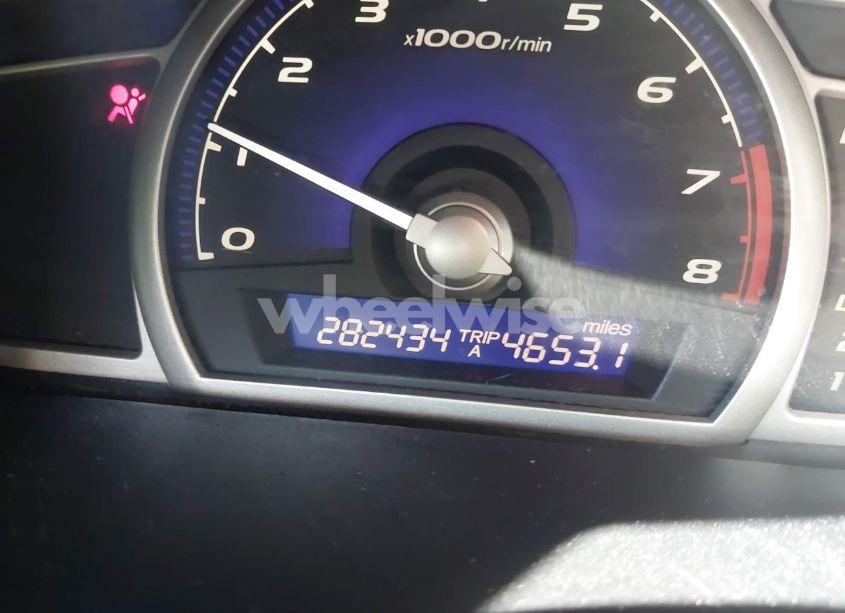 3 5
x1000r/min
2 6
1 7
0 8
wheelwise
miles
282434 TRIP A 4653.1